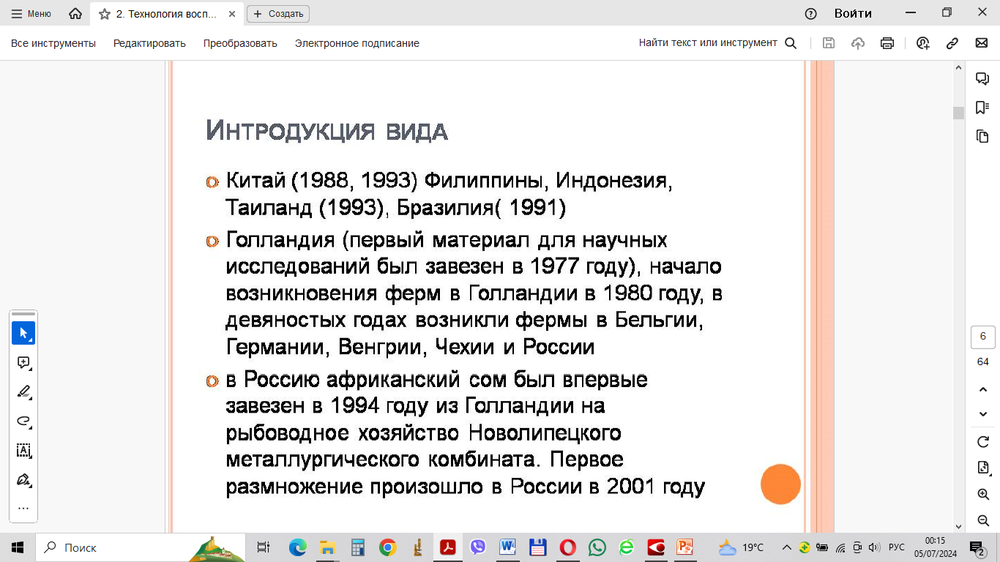 Меню
2. Технология восп...
Создать
Войти
Все инструменты
Редактировать
Преобразовать
Электронное подписание
Найти текст или инструмент
ИНТРОДУКЦИЯ ВИДА
Китай (1988, 1993) Филиппины, Индонезия,
Таиланд (1993), Бразилия( 1991)
Голландия (первый материал для научных
исследований был завезен в 1977 году), начало
возникновения ферм в Голландии в 1980 году, в
девяностых годах возникли фермы в Бельгии,
Германии, Венгрии, Чехии и России
в Россию африканский сом был впервые
завезен в 1994 году из Голландии на
рыбоводное хозяйство Новолипецкого
металлургического комбината. Первое
размножение произошло в России в 2001 году
6
64
Поиск
19°C
РУС
00:15
05/07/2024
2